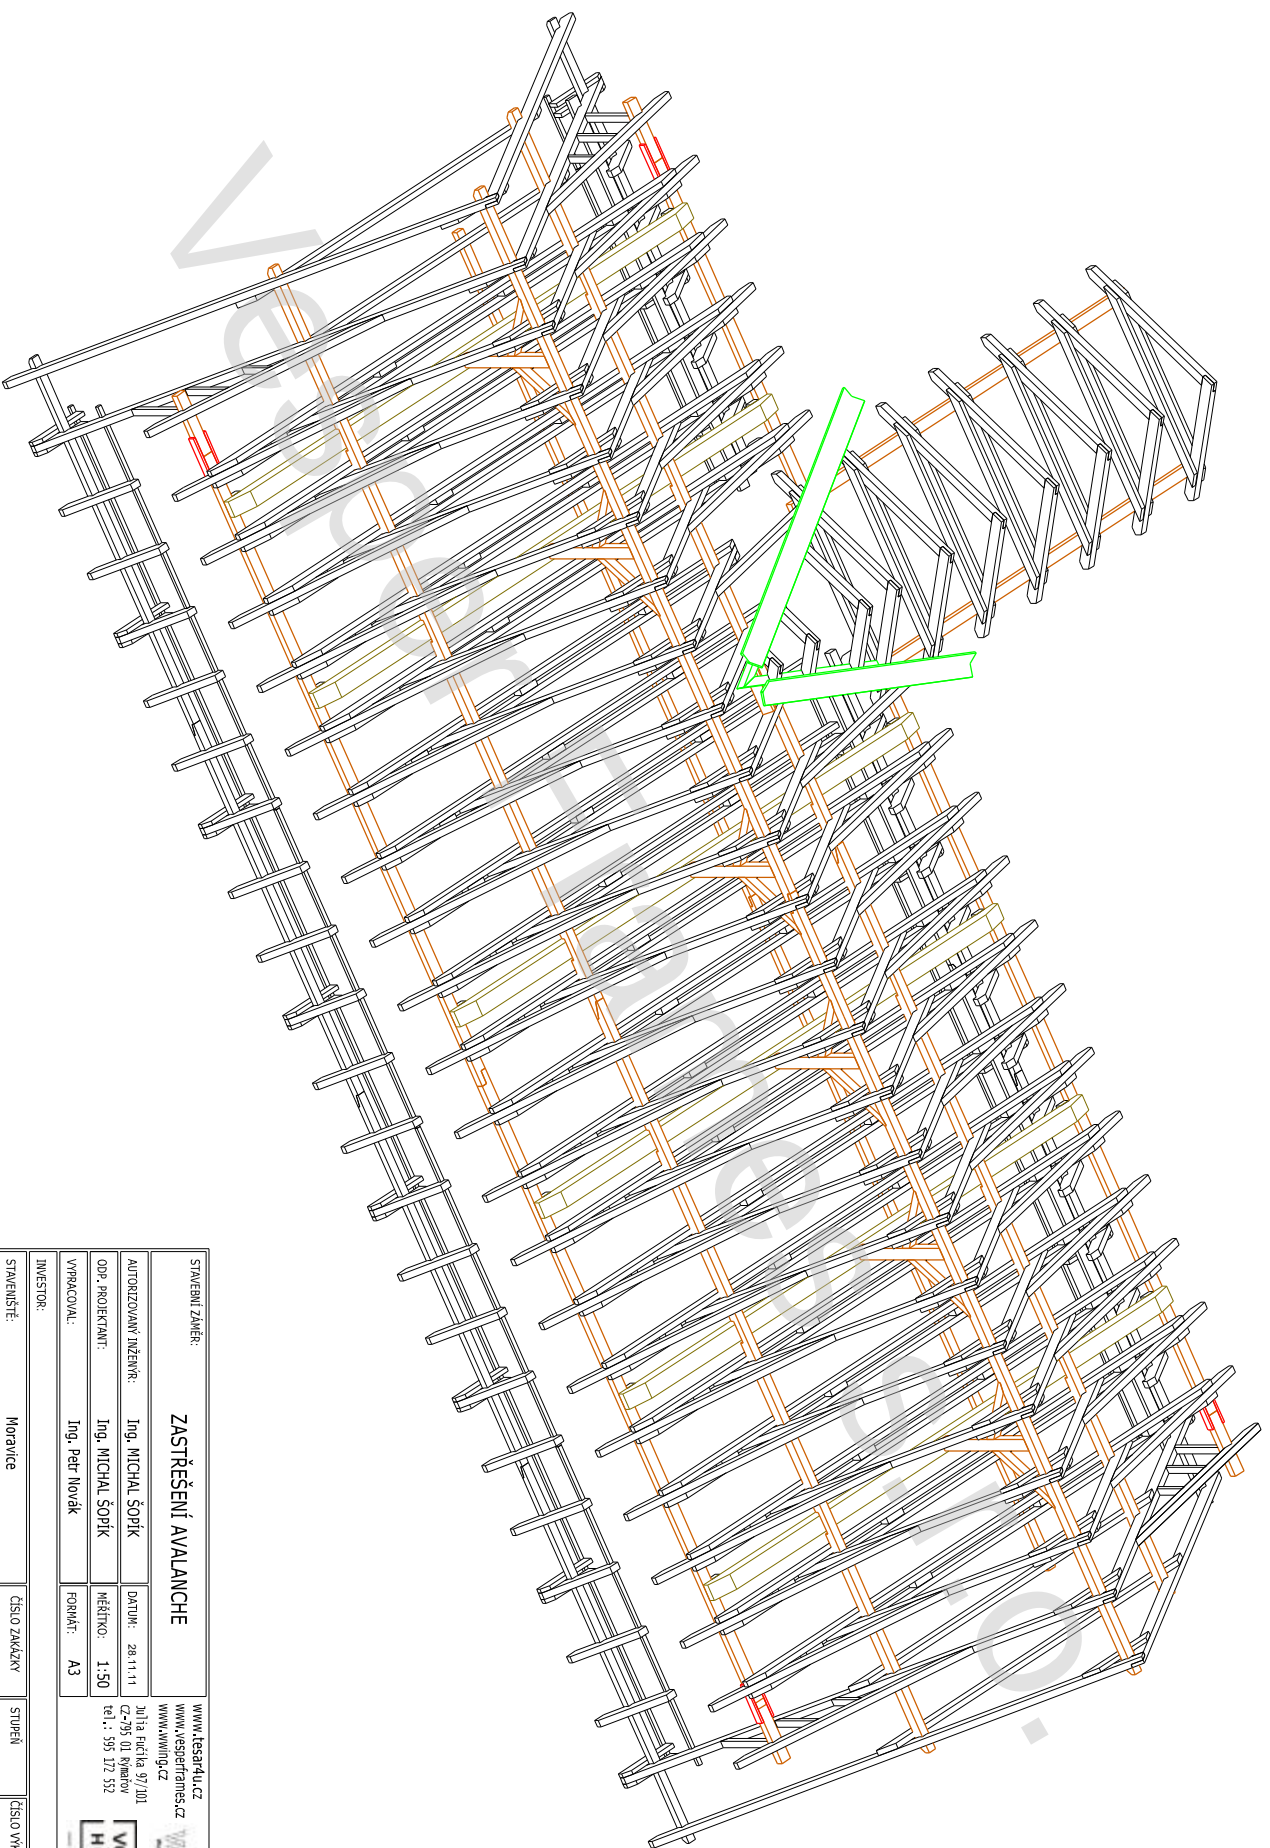 VesperFrames s.r.o.
STAVEBNÍ ZÁMĚR:
ZASTŘEŠENÍ AVALANCHE
www.tesar4u.cz
www.vesperframes.cz
www.wwing.cz
AUTORIZOVANÝ INŽENÝR: Ing. MICHAL ŠOPÍK DATUM: 28.11.11
Julia Fučíka 97/101
CZ-795 01 Rýmařov
tel.: 595 172 552
ODP. PROJEKTANT: Ing. MICHAL ŠOPÍK MĚŘÍTKO: 1:50
VYPRACOVAL: Ing. Petr Novák FORMÁT: A3
INVESTOR:
STAVENIŠTĚ: Moravice ČÍSLO ZAKÁZKY STUPEŇ ČÍSLO